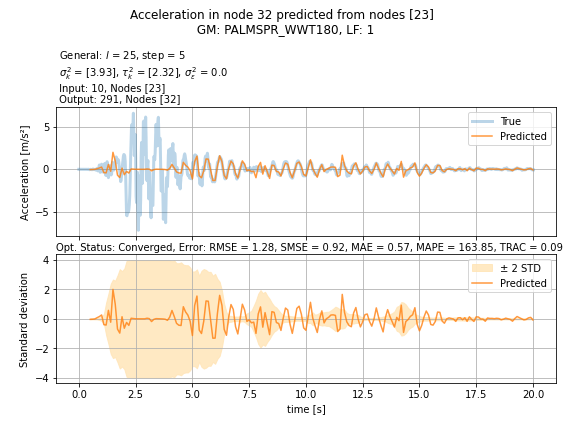 Acceleration in node 32 predicted from nodes [23]
GM: PALMSPR_WWT180, LF: 1
General: l = 25, step = 5
σ²ₖ = [3.93], τ²ₖ = [2.32], σ²ε = 0.0
Input: 10, Nodes [23]
Output: 291, Nodes [32]
Acceleration [m/s²]
5
0
−5
True
Predicted
Opt. Status: Converged, Error: RMSE = 1.28, SMSE = 0.92, MAE = 0.57, MAPE = 163.85, TRAC = 0.09
Standard deviation
4
2
0
−2
−4
± 2 STD
Predicted
0.0 2.5 5.0 7.5 10.0 12.5 15.0 17.5 20.0
time [s]